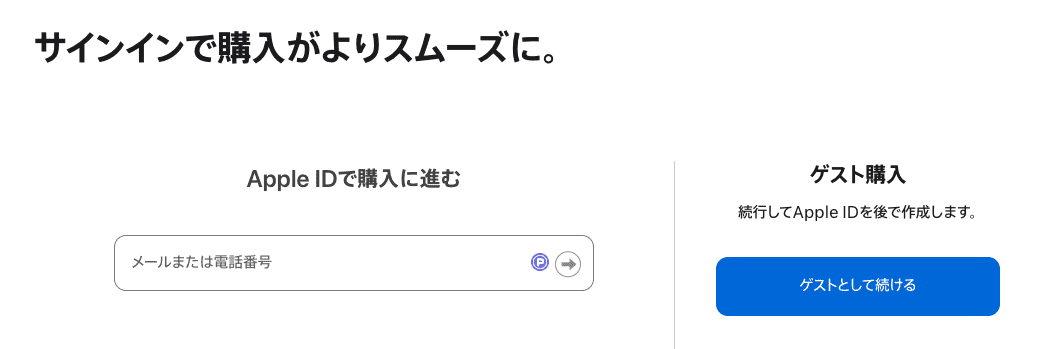 サインインで購入がよりスムーズに。
Apple IDで購入に進む
メールまたは電話番号
ゲスト購入
続行してApple IDを後で作成します。
ゲストとして続ける